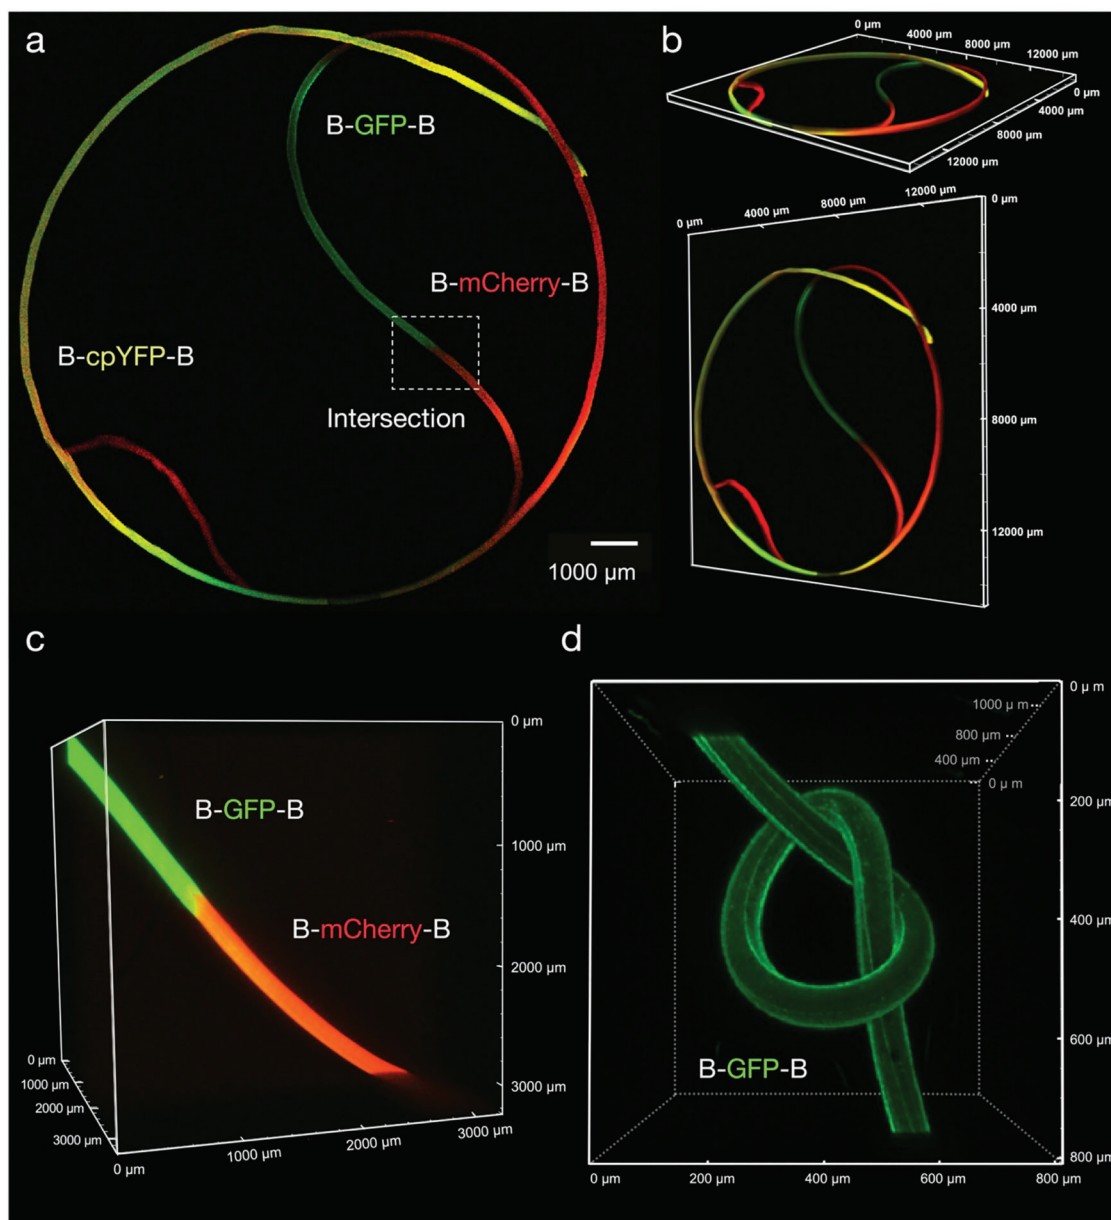 a
B-GFP-B
B-mCherry-B
B-cpYFP-B
Intersection
1000 µm
b
0 µm
4000 µm
8000 µm
12000 µm
0 µm
4000 µm
8000 µm
12000 µm
0 µm
4000 µm
8000 µm
12000 µm
0 µm
4000 µm
8000 µm
12000 µm
c
0 µm
B-GFP-B
1000 µm
B-mCherry-B
2000 µm
3000 µm
0 µm
1000 µm
2000 µm
3000 µm
0 µm
1000 µm
2000 µm
3000 µm
d
0 µ m
1000 µ m
800 µm
400 µm
0 µm
200 µm
400 µm
600 µm
B-GFP-B
800 µm
0 µm
200 µm
400 µm
600 µm
800 µm